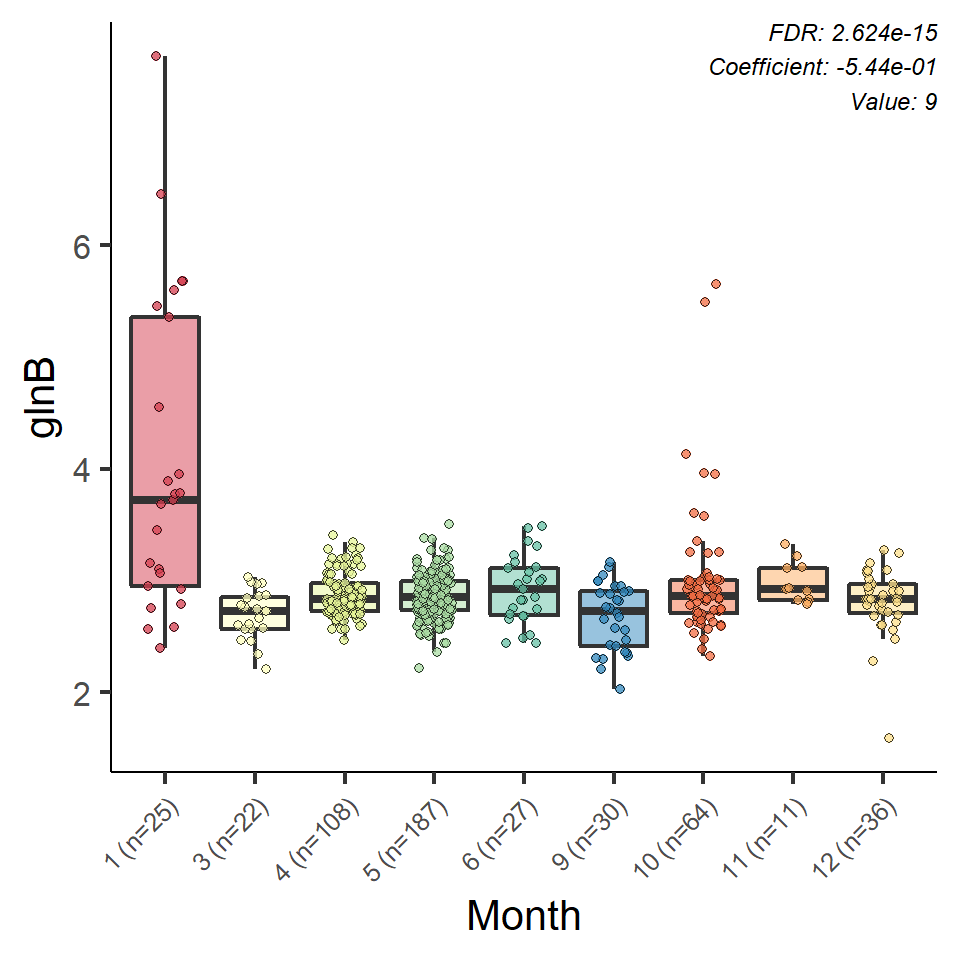 FDR: 2.624e-15
Coefficient: -5.44e-01
Value: 9
glnB
6
4
2
1 (n=25)
3 (n=22)
4 (n=108)
5 (n=187)
6 (n=27)
9 (n=30)
10 (n=64)
11 (n=11)
12 (n=36)
Month